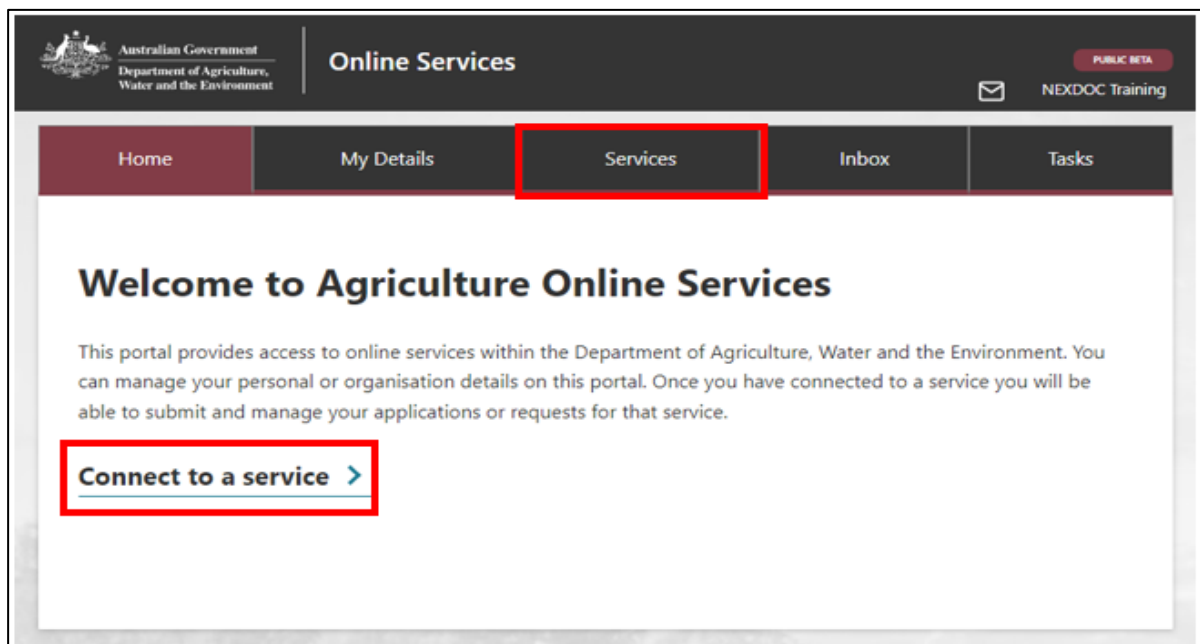 Australian Government
Department of Agriculture,
Water and the Environment
Online Services
PUBLIC BETA
NEXDOC Training
Home
My Details
Services
Inbox
Tasks
Welcome to Agriculture Online Services
This portal provides access to online services within the Department of Agriculture, Water and the Environment. You
can manage your personal or organisation details on this portal. Once you have connected to a service you will be
able to submit and manage your applications or requests for that service.
Connect to a service >